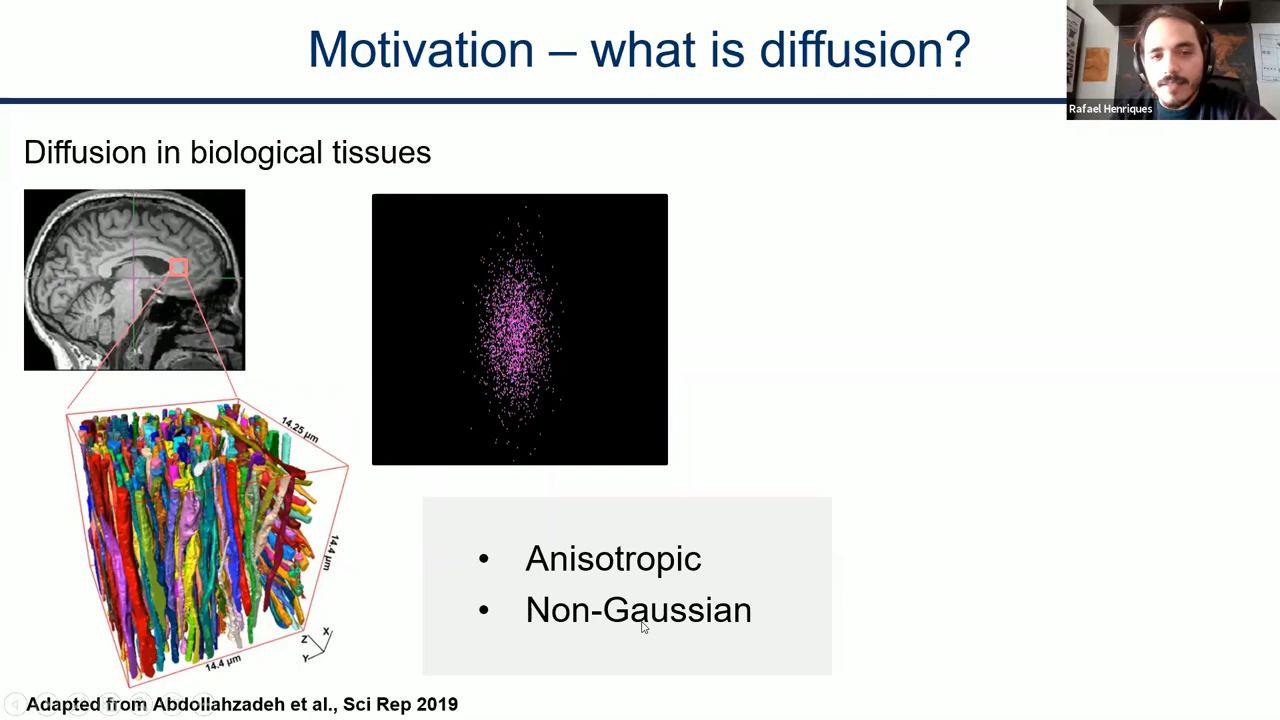 Motivation – what is diffusion?
Rafael Henriques
Diffusion in biological tissues
14.25 µm
14.4 µm
14.4 µm
X
Z
Y
• Anisotropic
• Non-Gaussian
Adapted from Abdollahzadeh et al., Sci Rep 2019